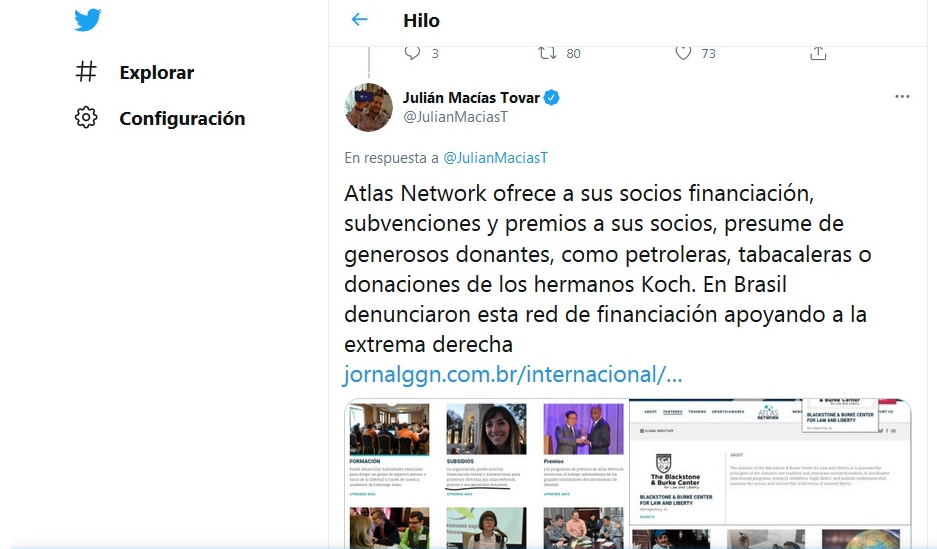 Explorar
Configuración
Hilo
3
80
73
Julián Macías Tovar
@JulianMaciasT
En respuesta a @JulianMaciasT
Atlas Network ofrece a sus socios financiación,
subvenciones y premios a sus socios, presume de
generosos donantes, como petroleras, tabacaleras o
donaciones de los hermanos Koch. En Brasil
denunciaron esta red de financiación apoyando a la
extrema derecha
jornalggn.com.br/internacional/...
FORMACIÓN
SUBSIDIOS
Premios
APRENDE MÁS
APRENDE MÁS
APRENDE MÁS
ABOUT PARTNERS TRAINING GRANTS+AWARDS
ATLAS
NETWORK
BLACKSTONE & BURKE CENTER
FOR LAW AND LIBERTY
GLOBAL DIRECTORY
The Blackstone
& Burke Center
for Law and Liberty
BLACKSTONE & BURKE CENTER
FOR LAW AND LIBERTY
ABOUT